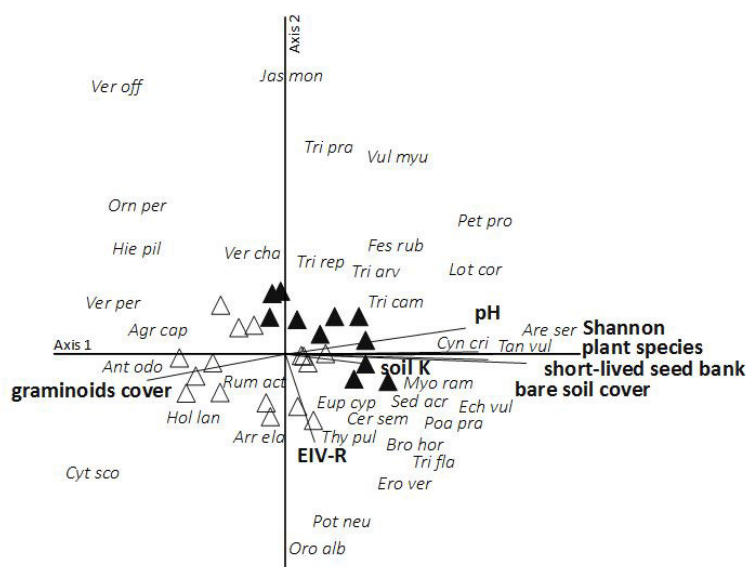 Axis 2
Ver off
Jas mon
Tri pra
Vul myu
Orn per
Pet pro
Hie pil
Ver cha
Fes rub
Tri rep
Tri arv
Lot cor
Ver per
Tri cam
pH
Agr cap
Are ser
Shannon
Axis 1
Cyn cri
Tan vul
plant species
Ant odo
soil K
short-lived seed bank
graminoids cover
Rum act
Myo ram
bare soil cover
Hol lan
Eup cyp
Sed acr
Ech vul
Cer sem
Poa pra
Arr ela
Thy pul
Bro hor
EIV-R
Tri fla
Cyt sco
Ero ver
Pot neu
Oro alb